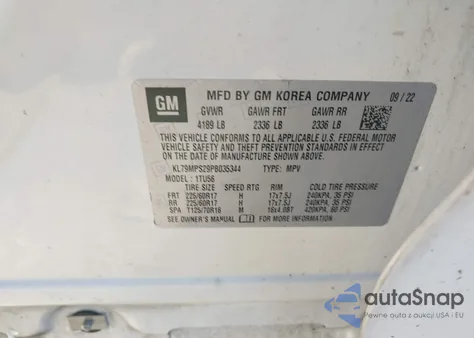 GM
MFD BY GM KOREA COMPANY 09/22
GVWR GAWR FRT GAWR RR
4189 LB 2336 LB 2336 LB
THIS VEHICLE CONFORMS TO ALL APPLICABLE U.S. FEDERAL MOTOR
VEHICLE SAFETY AND THEFT PREVENTION STANDARDS IN EFFECT
ON THE DATE OF MANUFACTURE SHOWN ABOVE.
KL79MPS29PB035344 TYPE: MPV
MODEL: 1TU56
TIRE SIZE SPEED RTG RIM COLD TIRE PRESSURE
FRT 225/60R17 H 17x7.5J 240KPA, 35 PSI
RR 225/60R17 H 17x7.5J 240KPA, 35 PSI
SPA T125/70R16 M 16x4.0BT 420KPA, 60 PSI
SEE OWNER'S MANUAL FOR MORE INFORMATION.
autoSnap
Pewne auta z aukcji USA i EU